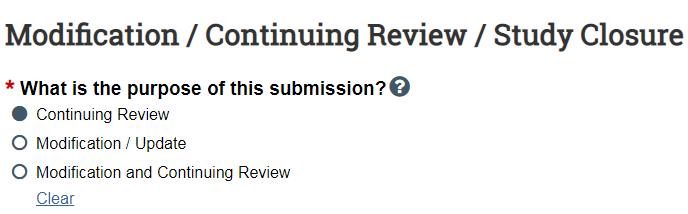 Modification / Continuing Review / Study Closure
* What is the purpose of this submission? ?
Continuing Review
Modification / Update
Modification and Continuing Review
Clear